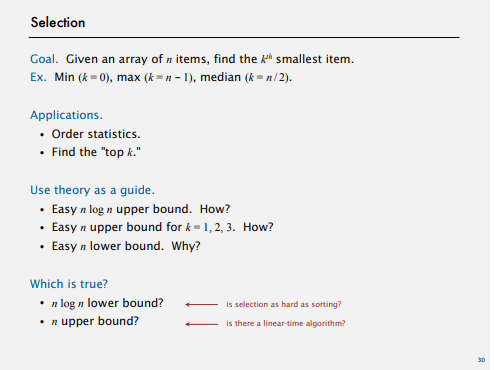 Selection
Goal. Given an array of n items, find the kth smallest item.
Ex. Min (k = 0), max (k = n − 1), median (k = n / 2).
Applications.
• Order statistics.
• Find the "top k."
Use theory as a guide.
• Easy n log n upper bound. How?
• Easy n upper bound for k = 1, 2, 3. How?
• Easy n lower bound. Why?
Which is true?
• n log n lower bound? is selection as hard as sorting?
• n upper bound? is there a linear-time algorithm?
30